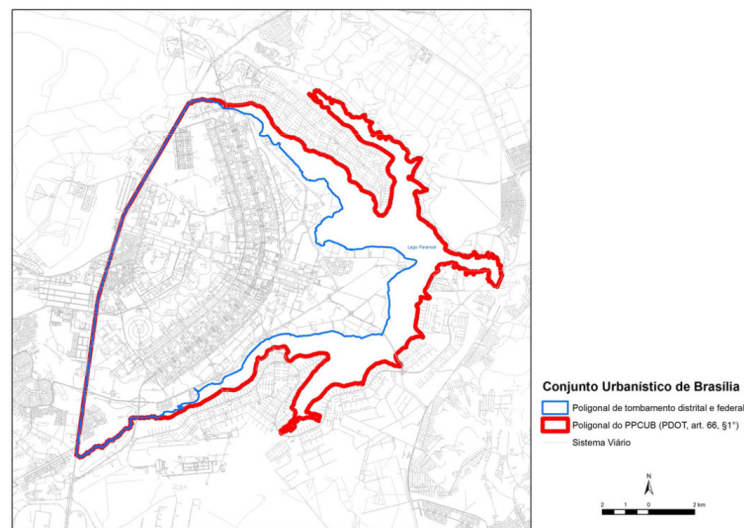 Lago Paranoá
Conjunto Urbanístico de Brasília
Poligonal de tombamento distrital e federal
Poligonal do PPCUB (PDOT, art. 66, §1°)
Sistema Viário
N
2 1 0 2 km